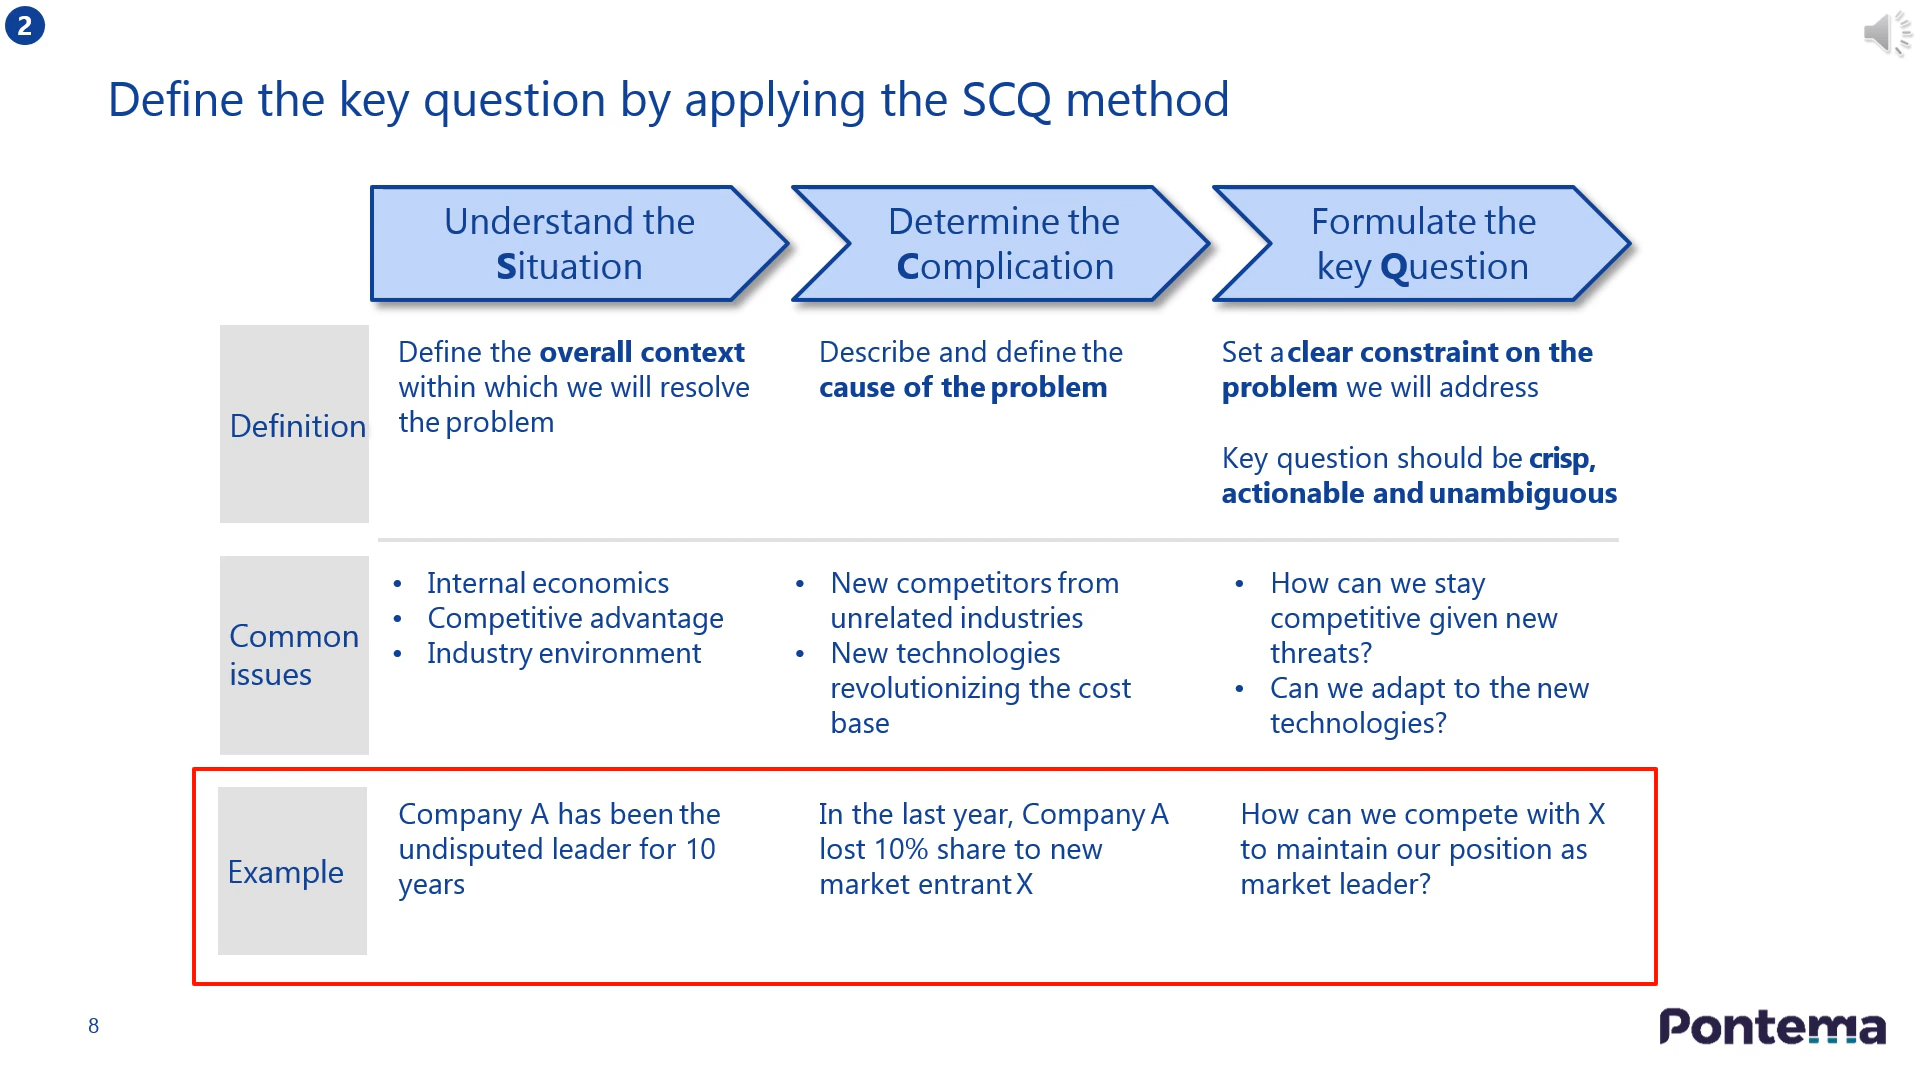 2
Define the key question by applying the SCQ method
Understand the
Situation
Determine the
Complication
Formulate the
key Question
Definition
Define the overall context
within which we will resolve
the problem
Describe and define the
cause of the problem
Set a clear constraint on the
problem we will address
Key question should be crisp,
actionable and unambiguous
Common
issues
• Internal economics
• Competitive advantage
• Industry environment
• New competitors from
unrelated industries
• New technologies
revolutionizing the cost
base
• How can we stay
competitive given new
threats?
• Can we adapt to the new
technologies?
Example
Company A has been the
undisputed leader for 10
years
In the last year, Company A
lost 10% share to new
market entrant X
How can we compete with X
to maintain our position as
market leader?
8
Pontema